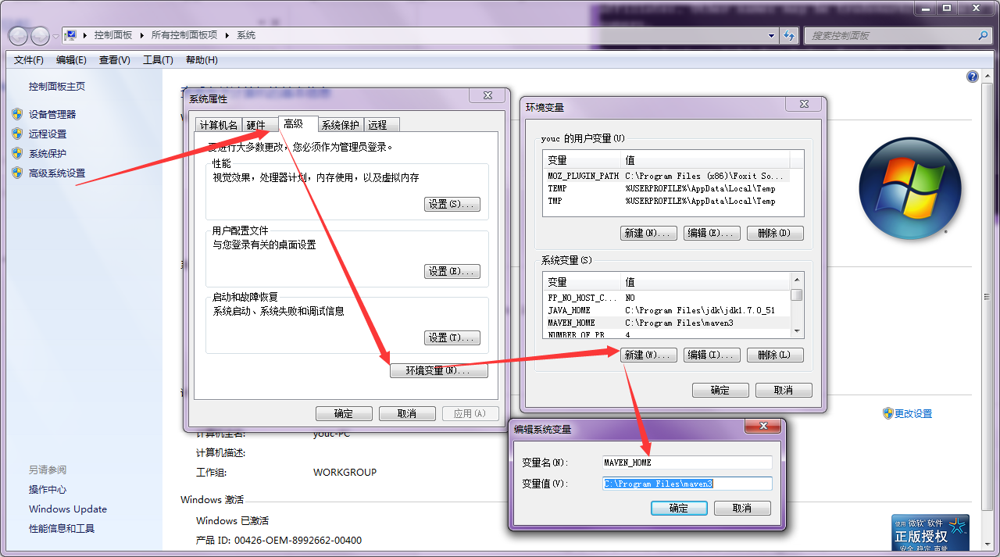 控制面板 所有控制面板项 系统
搜索控制面板
文件(F) 编辑(E) 查看(V) 工具(T) 帮助(H)
控制面板主页
设备管理器
远程设置
系统保护
高级系统设置
另请参阅
操作中心
Windows Update
性能信息和工具
系统属性
计算机名 硬件 高级 系统保护 远程
要进行大多数更改，您必须作为管理员登录。
性能
视觉效果，处理器计划，内存使用，以及虚拟内存
设置(S)...
用户配置文件
与您登录有关的桌面设置
设置(E)...
启动和故障恢复
系统启动、系统失败和调试信息
设置(T)...
环境变量(N)...
确定 取消 应用(A)
计算机全名: youc-PC
计算机描述:
工作组: WORKGROUP
Windows 激活
Windows 已激活
产品 ID: 00426-OEM-8992662-00400
环境变量
youc 的用户变量(U)
变量 值
MOZ_PLUGIN_PATH C:\Program Files (x86)\Foxit So...
TEMP %USERPROFILE%\AppData\Local\Temp
TMP %USERPROFILE%\AppData\Local\Temp
新建(N)... 编辑(E)... 删除(D)
系统变量(S)
变量 值
FP_NO_HOST_C... NO
JAVA_HOME C:\Program Files\jdk\jdk1.7.0_51
MAVEN_HOME C:\Program Files\maven3
NUMBER_OF_PR 4
新建(W)... 编辑(I)... 删除(L)
确定 取消
编辑系统变量
变量名(N): MAVEN_HOME
变量值(V): C:\Program Files\maven3
确定 取消
更改设置
使用 微软 软件
正版授权
安全 稳定 声誉